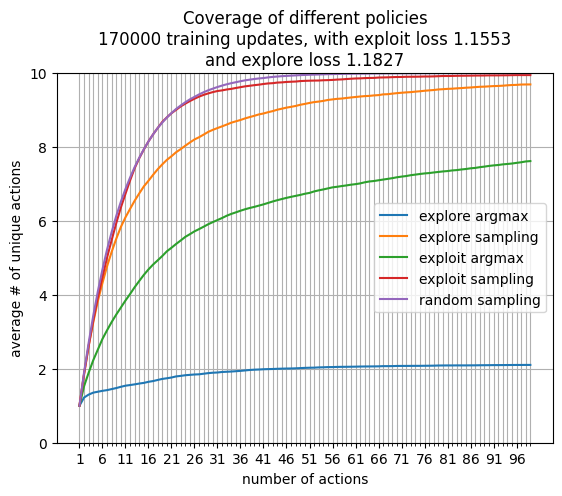 Coverage of different policies
170000 training updates, with exploit loss 1.1553
and explore loss 1.1827
average # of unique actions
10
8
6
4
2
0
explore argmax
explore sampling
exploit argmax
exploit sampling
random sampling
1 6 11 16 21 26 31 36 41 46 51 56 61 66 71 76 81 86 91 96
number of actions